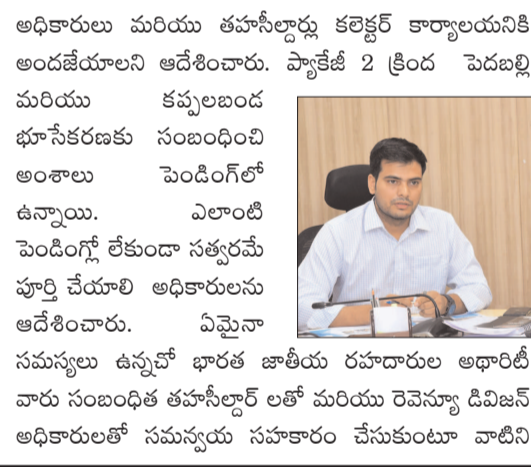 అధికారులు మరియు తహసీల్దార్లు కలెక్టర్ కార్యాలయనికి
అందజేయాలని ఆదేశించారు. ప్యాకేజీ 2 క్రింద పెదబల్లి
మరియు కప్పలబండ
భూసేకరణకు సంబంధించి
అంశాలు పెండింగ్‌లో
ఉన్నాయి. ఎలాంటి
పెండింగ్లో లేకుండా సత్వరమే
పూర్తి చేయాలి అధికారులను
ఆదేశించారు. ఏమైనా
సమస్యలు ఉన్నచో భారత జాతీయ రహదారుల అథారిటీ
వారు సంబంధిత తహసీల్దార్ లతో మరియు రెవెన్యూ డివిజన్
అధికారులతో సమన్వయ సహకారం చేసుకుంటూ వాటిని